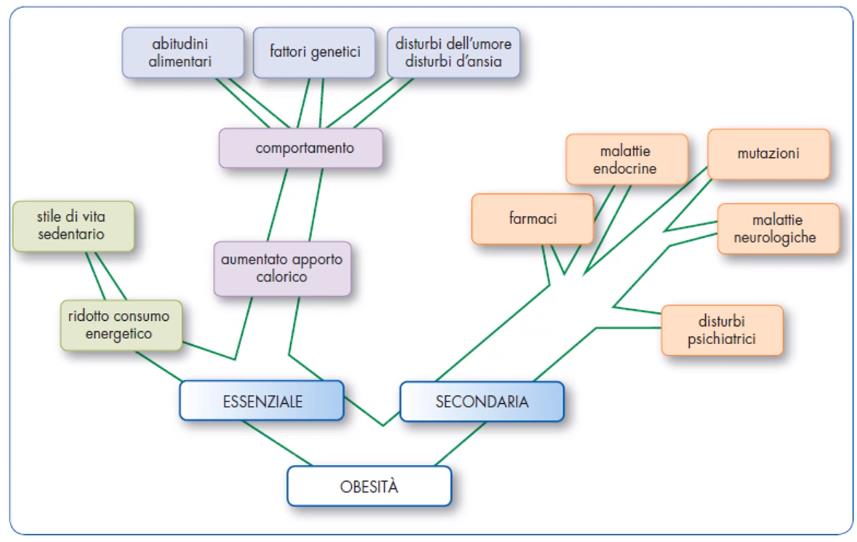 abitudini
alimentari
fattori genetici
disturbi dell'umore
disturbi d'ansia
comportamento
malattie
endocrine
mutazioni
stile di vita
sedentario
farmaci
malattie
neurologiche
aumentato apporto
calorico
ridotto consumo
energetico
disturbi
psichiatrici
ESSENZIALE
SECONDARIA
OBESITÀ